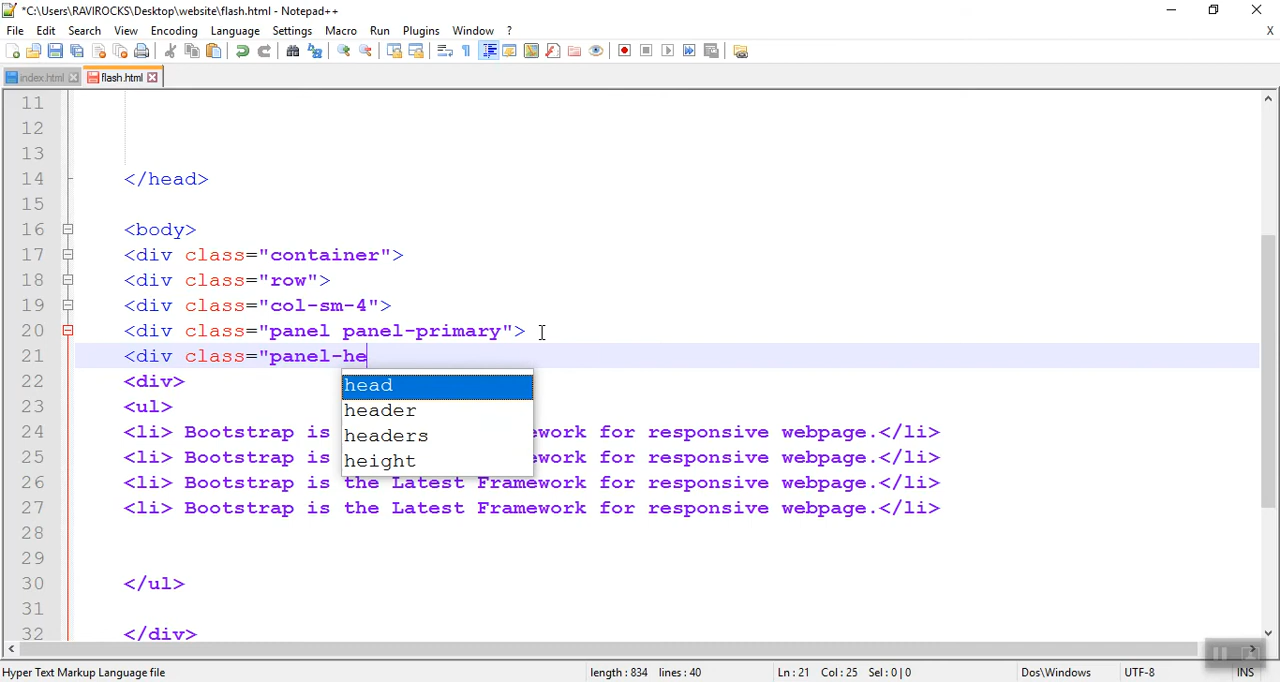 *C:\Users\RAVIROCKS\Desktop\website\flash.html - Notepad++
File Edit Search View Encoding Language Settings Macro Run Plugins Window ? X
index.html flash.html
11
12
13
14 </head>
15
16 <body>
17 <div class="container">
18 <div class="row">
19 <div class="col-sm-4">
20 <div class="panel panel-primary">
21 <div class="panel-he
head
header
headers
height
22 <div>
23 <ul>
24 <li> Bootstrap is ework for responsive webpage.</li>
25 <li> Bootstrap is ework for responsive webpage.</li>
26 <li> Bootstrap is the Latest Framework for responsive webpage.</li>
27 <li> Bootstrap is the Latest Framework for responsive webpage.</li>
28
29
30 </ul>
31
32 </div>
Hyper Text Markup Language file length : 834 lines : 40 Ln : 21 Col : 25 Sel : 0 | 0 Dos\Windows UTF-8 INS